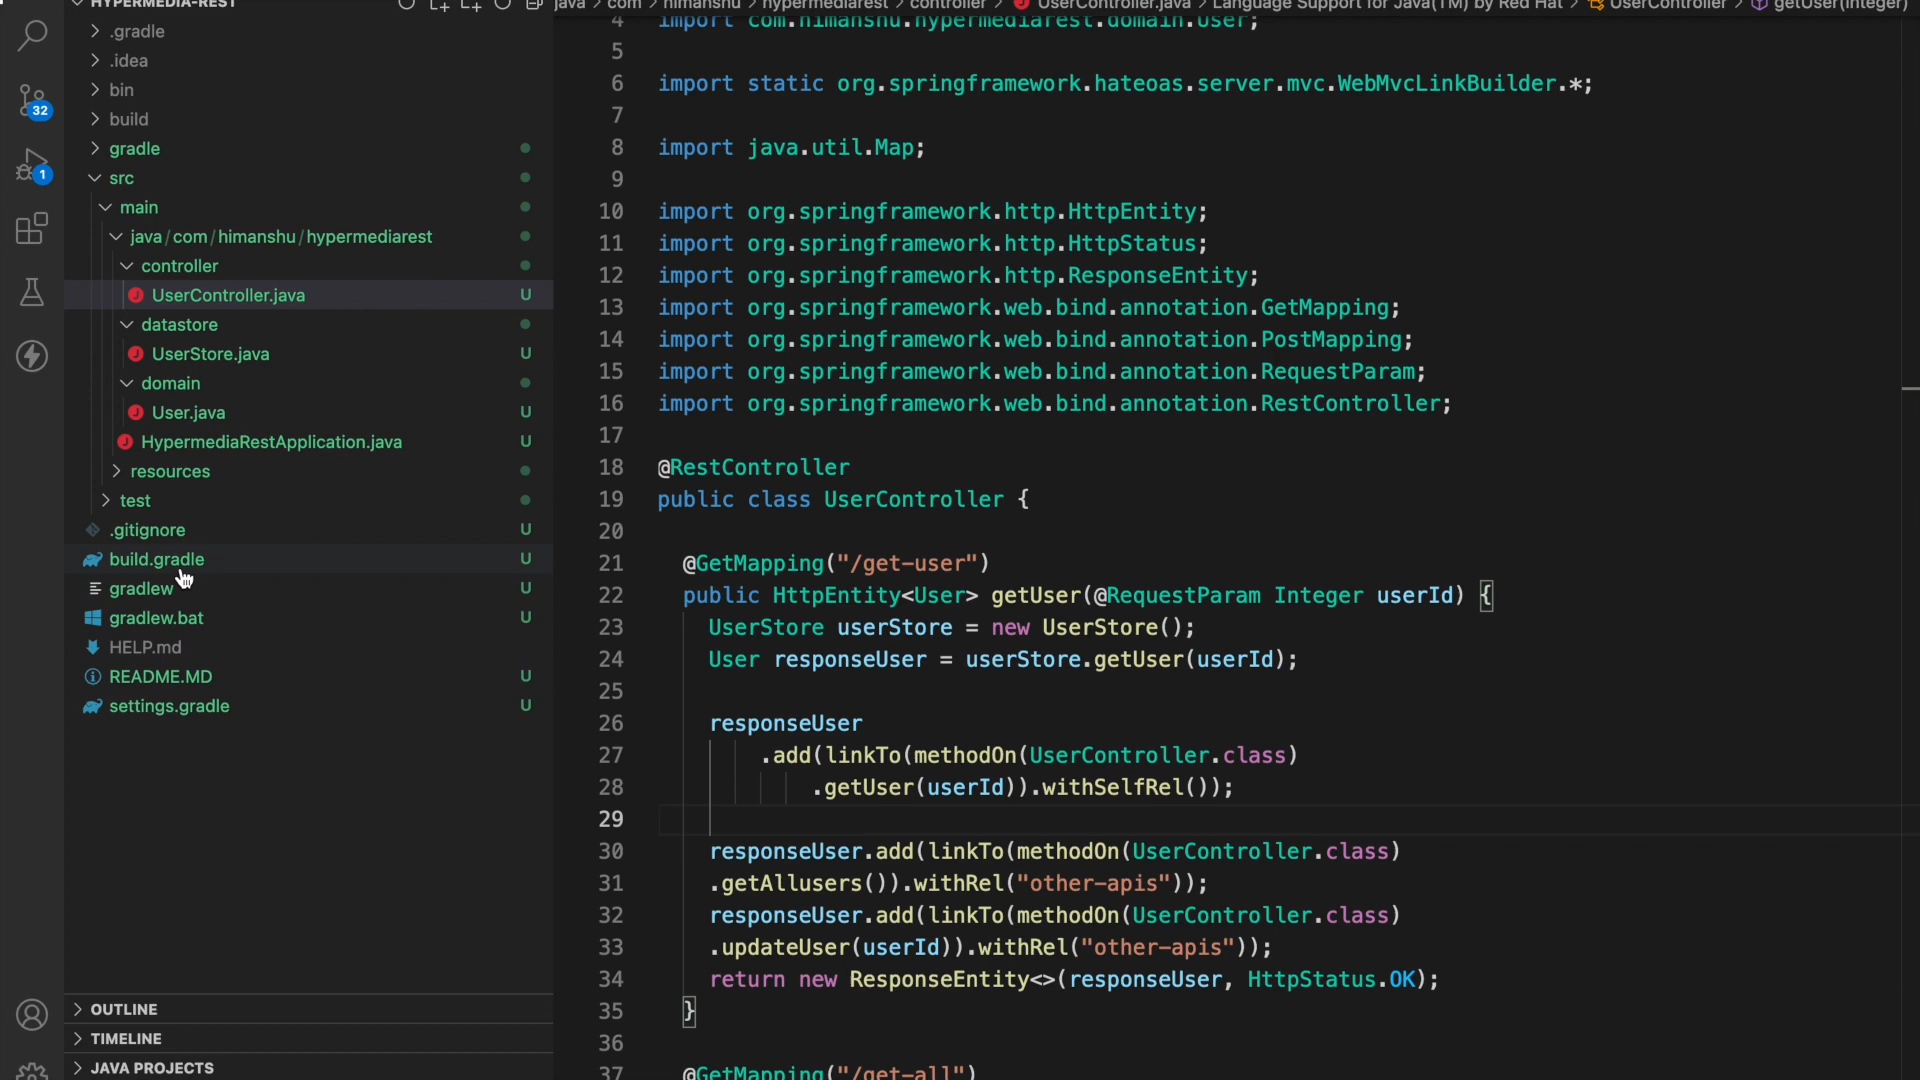 HYPERMEDIA-REST
.gradle
.idea
bin
build
gradle
src
main
java/com/himanshu/hypermediarest
controller
UserController.java U
datastore
UserStore.java U
domain
User.java U
HypermediaRestApplication.java U
resources
test
.gitignore U
build.gradle U
gradlew U
gradlew.bat U
HELP.md
README.MD U
settings.gradle U
OUTLINE
TIMELINE
JAVA PROJECTS
32
1
java > com > himanshu > hypermediarest > controller > UserController.java > Language Support for Java(TM) by Red Hat > UserController > getUser(Integer)
4 import com.himanshu.hypermediarest.domain.User;
5
6 import static org.springframework.hateoas.server.mvc.WebMvcLinkBuilder.*;
7
8 import java.util.Map;
9
10 import org.springframework.http.HttpEntity;
11 import org.springframework.http.HttpStatus;
12 import org.springframework.http.ResponseEntity;
13 import org.springframework.web.bind.annotation.GetMapping;
14 import org.springframework.web.bind.annotation.PostMapping;
15 import org.springframework.web.bind.annotation.RequestParam;
16 import org.springframework.web.bind.annotation.RestController;
17
18 @RestController
19 public class UserController {
20
21 @GetMapping("/get-user")
22 public HttpEntity<User> getUser(@RequestParam Integer userId) {
23 UserStore userStore = new UserStore();
24 User responseUser = userStore.getUser(userId);
25
26 responseUser
27 .add(linkTo(methodOn(UserController.class)
28 .getUser(userId)).withSelfRel());
29
30 responseUser.add(linkTo(methodOn(UserController.class)
31 .getAllusers()).withRel("other-apis"));
32 responseUser.add(linkTo(methodOn(UserController.class)
33 .updateUser(userId)).withRel("other-apis"));
34 return new ResponseEntity<>(responseUser, HttpStatus.OK);
35 }
36
37 @GetMapping("/get-all")